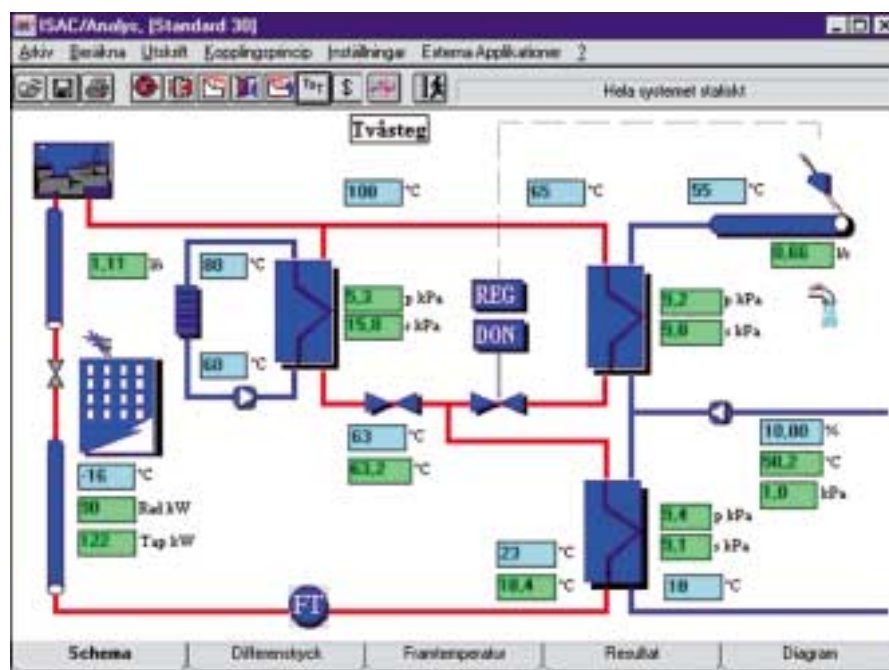 ISAC/Analys, [Standard 30]
Arkiv Beräkna Utskrift Kopplingsprincip Inställningar Externa Applikationer ?
$ Hela systemet statiskt
Tvåsteg
100 °C 65 °C 55 °C
1,11 l/s 80 °C 0,66 l/s
5,3 p kPa REG 9,2 p kPa
15,8 s kPa DON 9,8 s kPa
60 °C
63 °C 10,00 %
63,2 °C 50,2 °C
-16 °C 1,0 kPa
90 Rad kW 9,4 p kPa
122 Tap kW 9,1 s kPa
23 °C
18,4 °C 10 °C
FT
Schema Differenstryck Framtemperatur Resultat Diagram